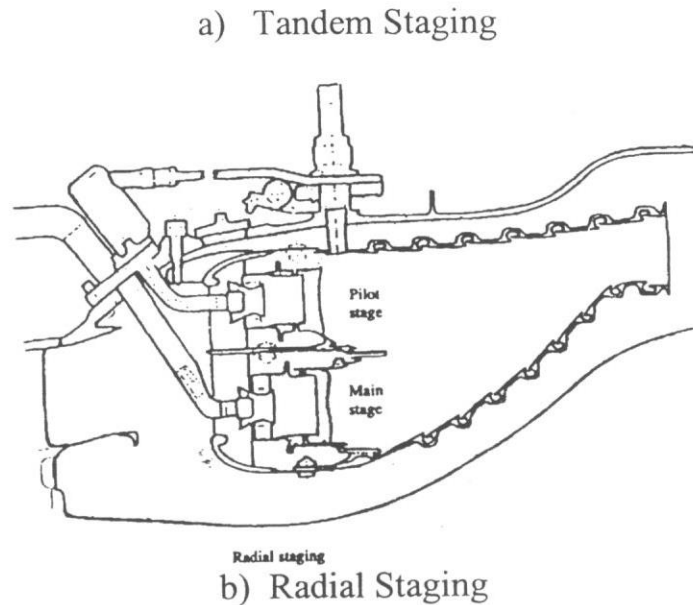 a) Tandem Staging
Pilot
stage
Main
stage
Radial staging
b) Radial Staging